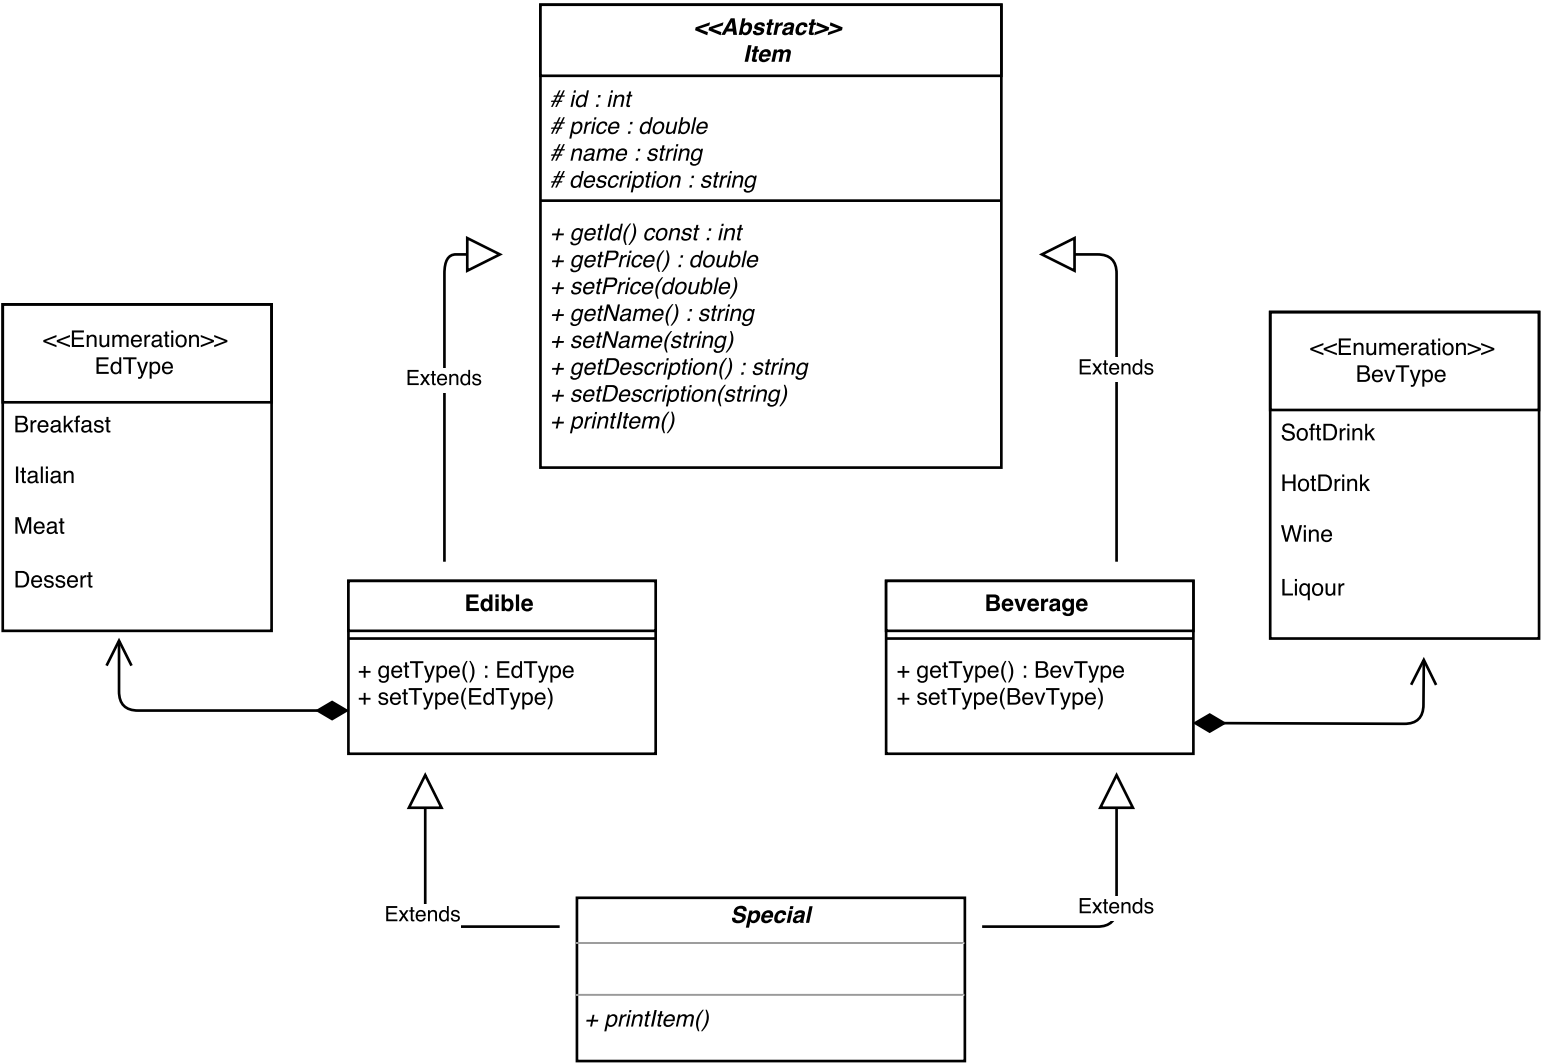 <<Abstract>>
Item
# id : int
# price : double
# name : string
# description : string
+ getId() const : int
+ getPrice() : double
+ setPrice(double)
+ getName() : string
+ setName(string)
+ getDescription() : string
+ setDescription(string)
+ printItem()
Extends
Extends
<<Enumeration>>
EdType
Breakfast
Italian
Meat
Dessert
<<Enumeration>>
BevType
SoftDrink
HotDrink
Wine
Liqour
Edible
+ getType() : EdType
+ setType(EdType)
Beverage
+ getType() : BevType
+ setType(BevType)
Extends
Extends
Special
+ printItem()